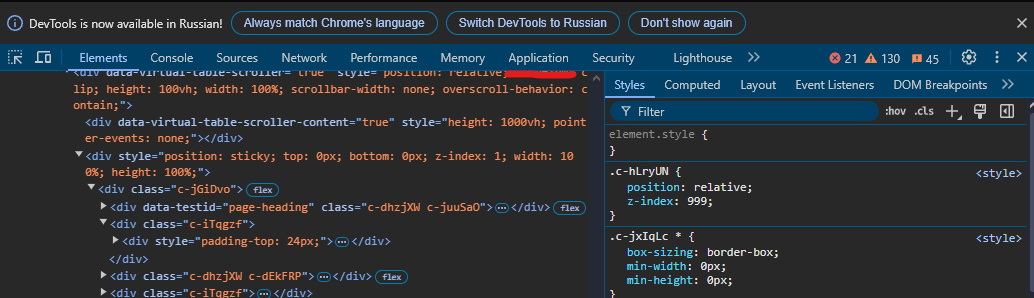 DevTools is now available in Russian! Always match Chrome's language Switch DevTools to Russian Don't show again
Elements Console Sources Network Performance Memory Application Security Lighthouse 21 130 45
<div data-virtual-table-scroller="true" style="position: relative; c
lip; height: 100vh; width: 100%; scrollbar-width: none; overscroll-behavior: c
ontain;">
<div data-virtual-table-scroller-content="true" style="height: 1000vh; point
er-events: none;"></div>
<div style="position: sticky; top: 0px; bottom: 0px; z-index: 1; width: 10
0%; height: 100%;">
<div class="c-jGiDvo"> flex
<div data-testid="page-heading" class="c-dhzjXW c-juuSaO"> </div> flex
<div class="c-iTqgzf">
<div style="padding-top: 24px;"> </div>
</div>
<div class="c-dhzjXW c-dEkFRP"> </div> flex
<div class="c-iTqgzf"> </div>
Styles Computed Layout Event Listeners DOM Breakpoints
Filter :hov .cls
element.style {
}
.c-hLryUN { <style>
position: relative;
z-index: 999;
}
.c-jxIqLc * { <style>
box-sizing: border-box;
min-width: 0px;
min-height: 0px;
}